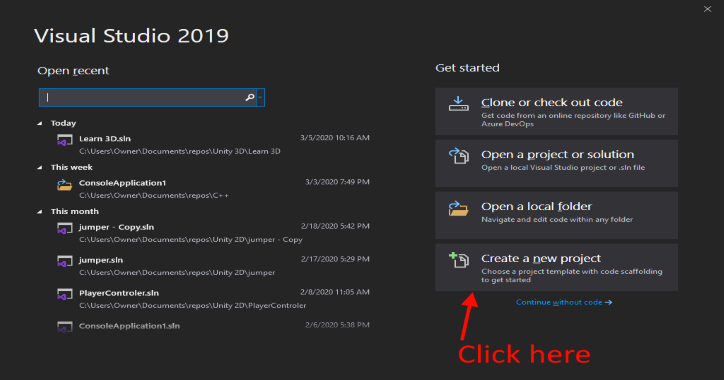 Visual Studio 2019
Open recent
Today
Learn 3D.sln 3/5/2020 10:16 AM
C:\Users\Owner\Documents\repos\Unity 3D\Learn 3D
This week
ConsoleApplication1 3/3/2020 7:49 PM
C:\Users\Owner\Documents\repos\C++
This month
jumper - Copy.sln 2/18/2020 5:42 PM
C:\Users\Owner\Documents\repos\Unity 2D\jumper - Copy
jumper.sln 2/17/2020 5:29 PM
C:\Users\Owner\Documents\repos\Unity 2D\jumper
PlayerControler.sln 2/8/2020 11:05 AM
C:\Users\Owner\Documents\repos\Unity 2D\PlayerControler
ConsoleApplication1.sln 2/6/2020 5:38 PM
Get started
Clone or check out code
Get code from an online repository like GitHub or
Azure DevOps
Open a project or solution
Open a local Visual Studio project or .sln file
Open a local folder
Navigate and edit code within any folder
Create a new project
Choose a project template with code scaffolding
to get started
Continue without code →
Click here